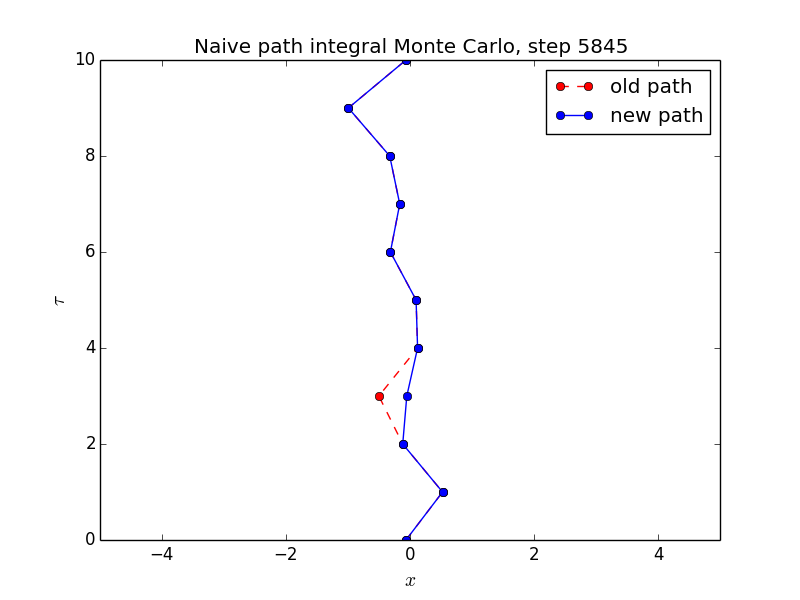 Naive path integral Monte Carlo, step 5845
old path
new path
10
8
6
4
2
0
τ
−4
−2
0
2
4
x